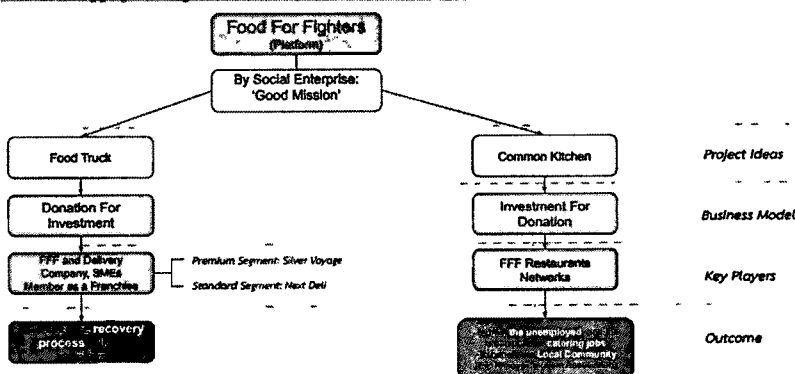 Food For Fighters
(Platform)
By Social Enterprise:
'Good Mission'
Food Truck
Common Kitchen
Project Ideas
Donation For
Investment
Investment For
Donation
Business Model
FFF and Delivery
Company, SMEs
Member as a Franchise
Premium Segment: Silver Voyage
Standard Segment: Next Deli
FFF Restaurants
Networks
Key Players
recovery
process
the unemployed
catering jobs
Local Community
Outcome